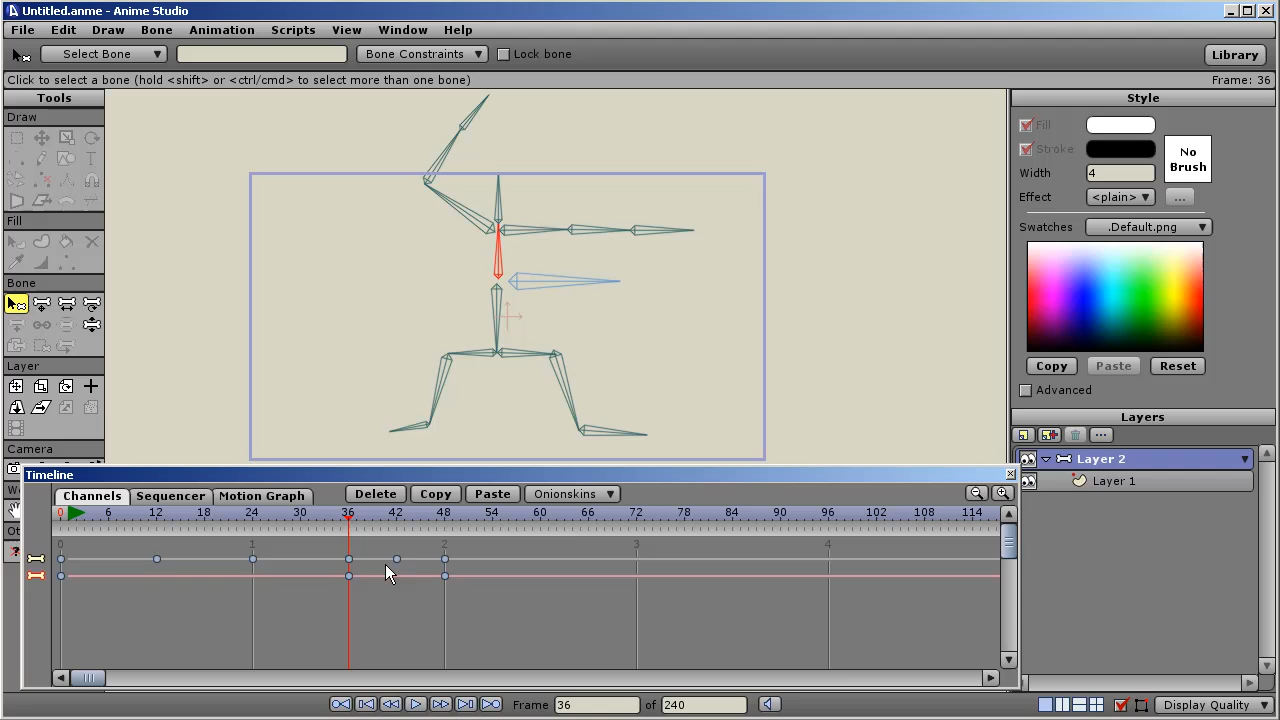 Untitled.anme - Anime Studio
File Edit Draw Bone Animation Scripts View Window Help
Select Bone Bone Constraints Lock bone Library
Click to select a bone (hold <shift> or <ctrl/cmd> to select more than one bone) Frame: 36
Tools
Draw
Fill
Bone
Layer
Camera
Style
Fill
Stroke
No Brush
Width 4
Effect <plain> ...
Swatches .Default.png
Copy Paste Reset
Advanced
Layers
Layer 2
Layer 1
Timeline
Channels Sequencer Motion Graph Delete Copy Paste Onionskins
0 6 12 18 24 30 36 42 48 54 60 66 72 78 84 90 96 102 108 114
0 1 2 3 4
Frame 36 of 240 Display Quality